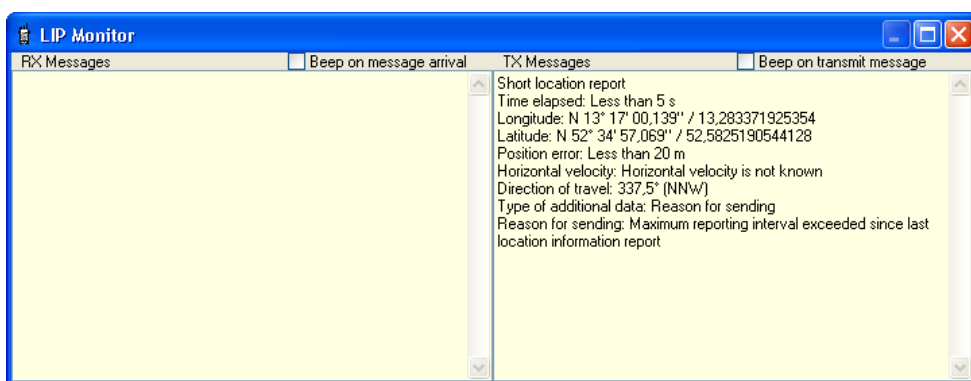 LIP Monitor
RX Messages
Beep on message arrival
TX Messages
Beep on transmit message
Short location report
Time elapsed: Less than 5 s
Longitude: N 13° 17' 00,139'' / 13,283371925354
Latitude: N 52° 34' 57,069'' / 52,5825190544128
Position error: Less than 20 m
Horizontal velocity: Horizontal velocity is not known
Direction of travel: 337,5° (NNW)
Type of additional data: Reason for sending
Reason for sending: Maximum reporting interval exceeded since last
location information report